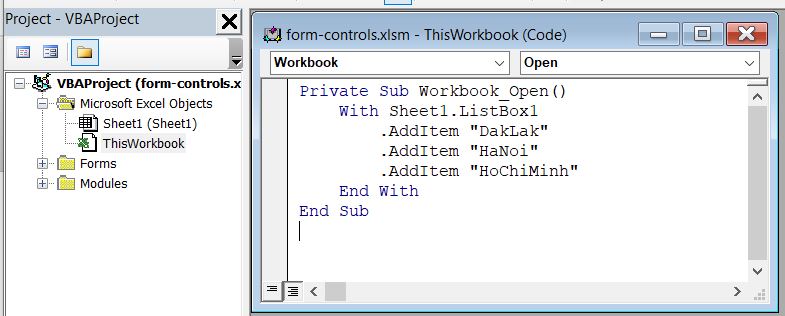 Project - VBAProject
VBAProject (form-controls.x
Microsoft Excel Objects
Sheet1 (Sheet1)
ThisWorkbook
Forms
Modules
form-controls.xlsm - ThisWorkbook (Code)
Workbook
Open
Private Sub Workbook_Open()
    With Sheet1.ListBox1
        .AddItem "DakLak"
        .AddItem "HaNoi"
        .AddItem "HoChiMinh"
    End With
End Sub